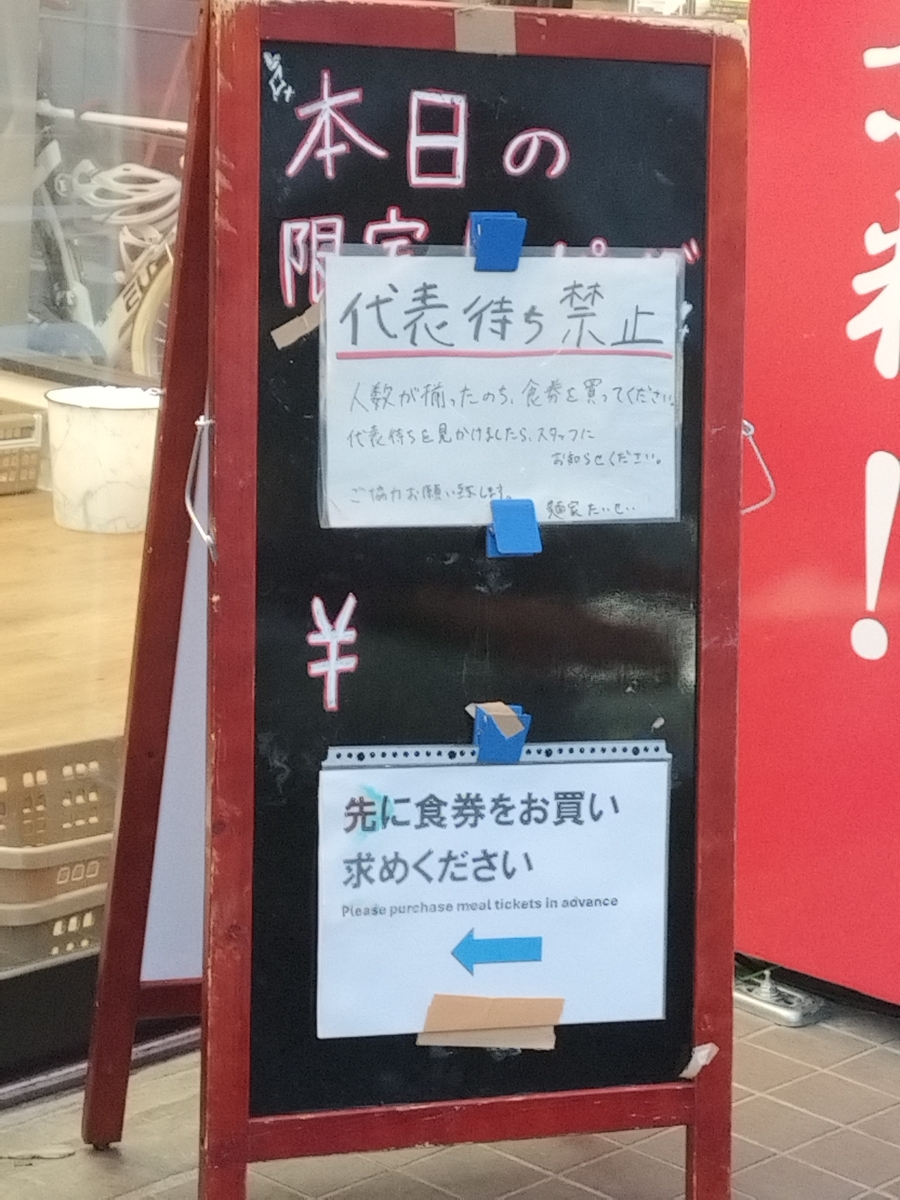 本日の
限定
代表待ち禁止
人数が揃ったのち、食券を買ってください。
代表待ちを見かけましたら、スタッフに
お知らせください。
ご協力お願い致します。
麺家たいせい
¥
先に食券をお買い
求めください
Please purchase meal tickets in advance
!